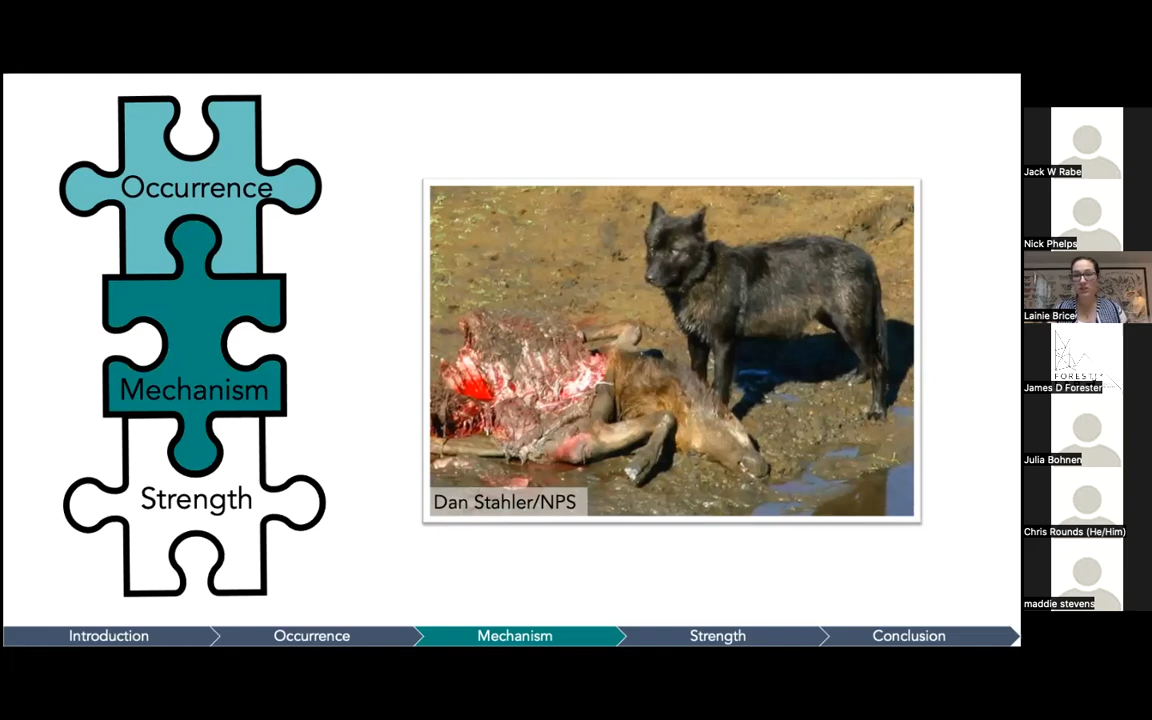 Occurrence
Mechanism
Strength
Dan Stahler/NPS
Introduction
Occurrence
Mechanism
Strength
Conclusion
Jack W Rabe
Nick Phelps
Lainie Brice
FOREST
James D Forester
Julia Bohnen
Chris Rounds (He/Him)
maddie stevens